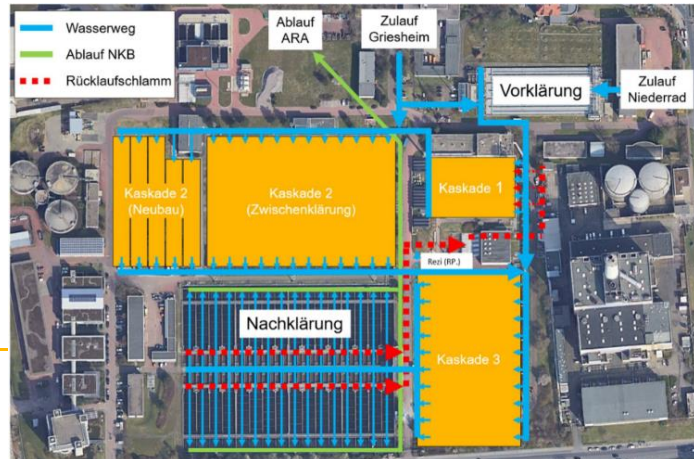 Wasserweg
Ablauf NKB
Rücklaufschlamm
Ablauf
ARA
Zulauf
Griesheim
Vorklärung
Zulauf
Niederrad
Kaskade 2
(Neubau)
Kaskade 2
(Zwischenklärung)
Kaskade 1
Rezi (RP.)
Nachklärung
Kaskade 3